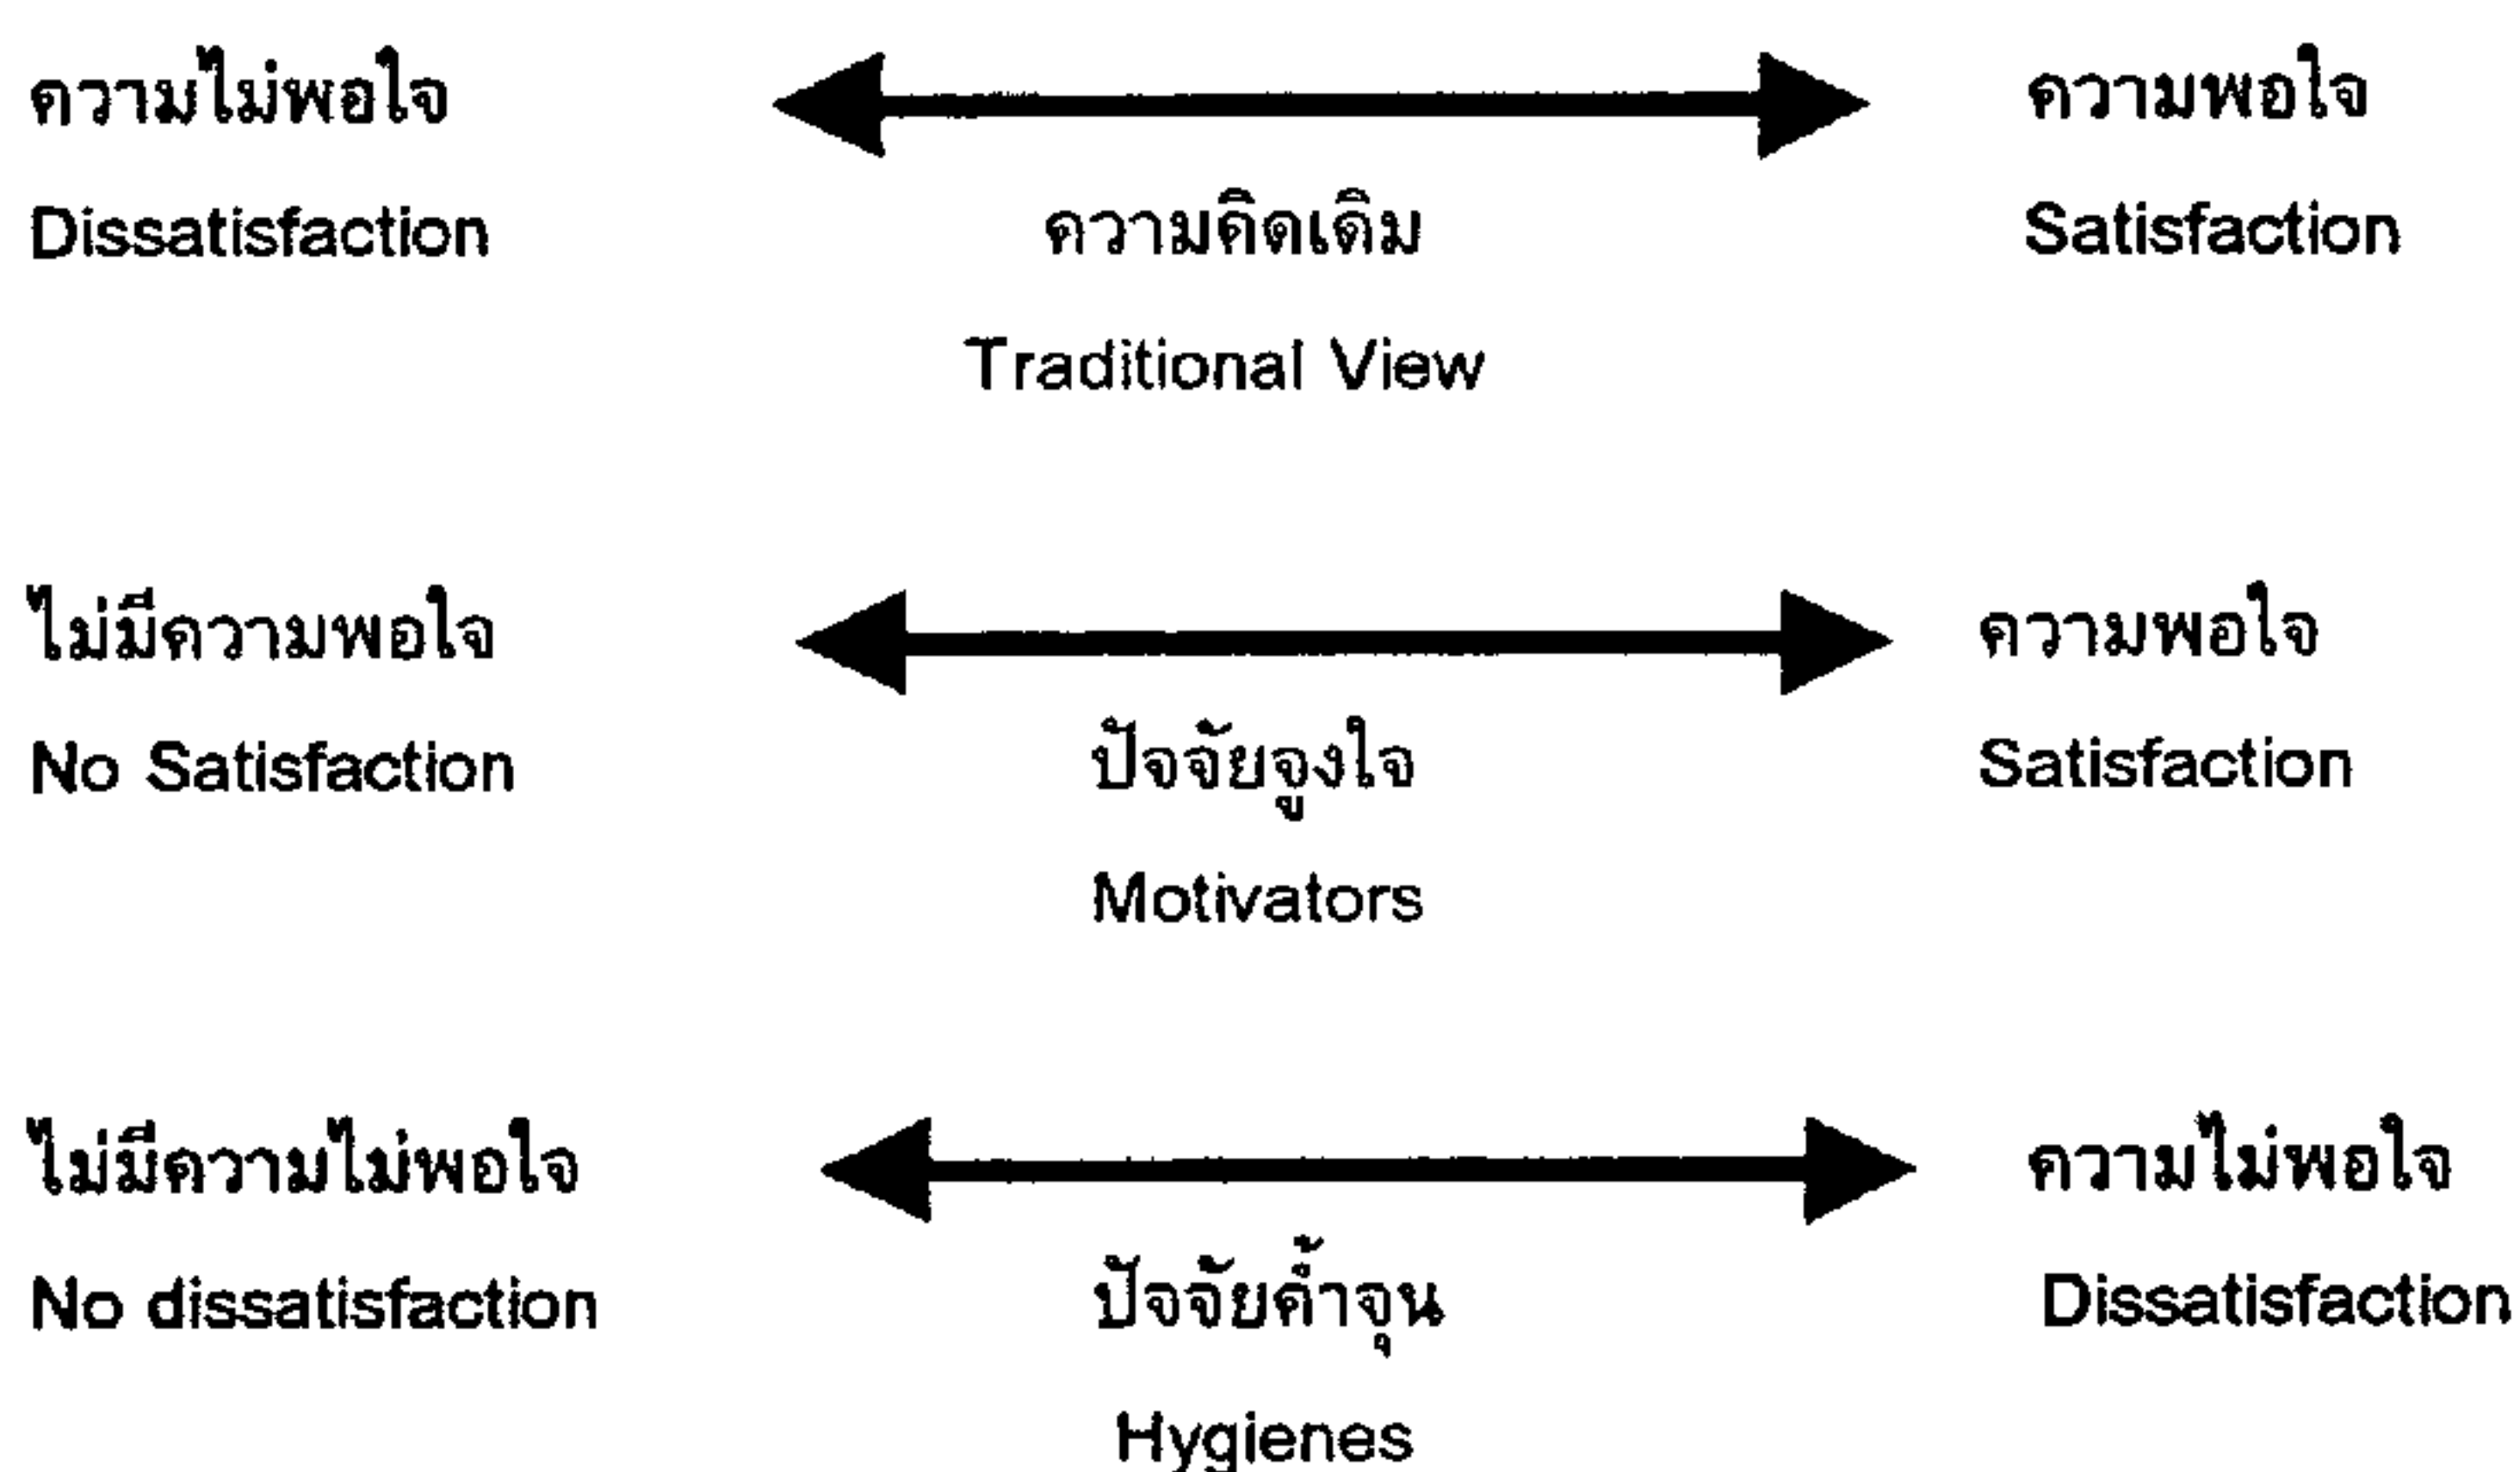 ความไม่พอใจ ความพอใจ
Dissatisfaction ความคิดเดิม Satisfaction
Traditional View
ไม่มีความพอใจ ความพอใจ
No Satisfaction ปัจจัยจูงใจ Satisfaction
Motivators
ไม่มีความไม่พอใจ ความไม่พอใจ
No dissatisfaction ปัจจัยค้ำจุน Dissatisfaction
Hygienes